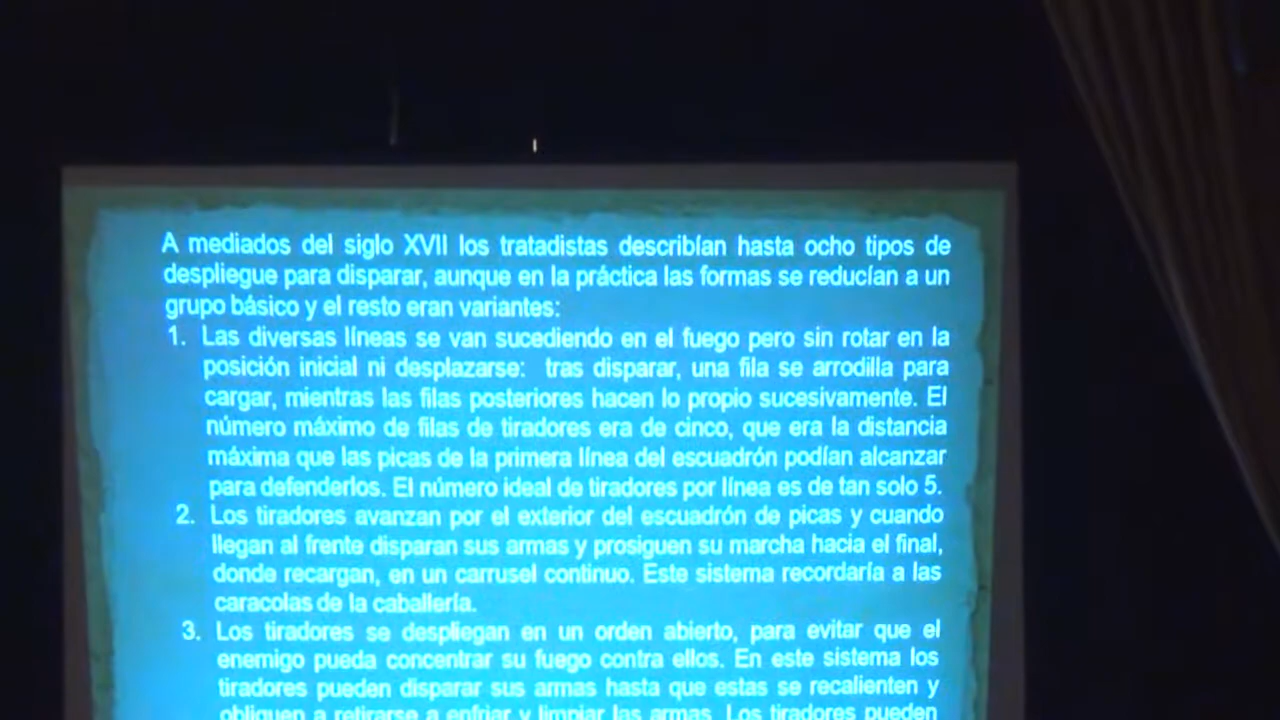 A mediados del siglo XVII los tratadistas describían hasta ocho tipos de
despliegue para disparar, aunque en la práctica las formas se reducían a un
grupo básico y el resto eran variantes:
1. Las diversas líneas se van sucediendo en el fuego pero sin rotar en la
posición inicial ni desplazarse: tras disparar, una fila se arrodilla para
cargar, mientras las filas posteriores hacen lo propio sucesivamente. El
número máximo de filas de tiradores era de cinco, que era la distancia
máxima que las picas de la primera línea del escuadrón podían alcanzar
para defenderlos. El número ideal de tiradores por línea es de tan solo 5.
2. Los tiradores avanzan por el exterior del escuadrón de picas y cuando
llegan al frente disparan sus armas y prosiguen su marcha hacia el final,
donde recargan, en un carrusel continuo. Este sistema recordaría a las
caracolas de la caballería.
3. Los tiradores se despliegan en un orden abierto, para evitar que el
enemigo pueda concentrar su fuego contra ellos. En este sistema los
tiradores pueden disparar sus armas hasta que estas se recalienten y
obliguen a retirarse a enfriar y limpiar las armas. Los tiradores pueden